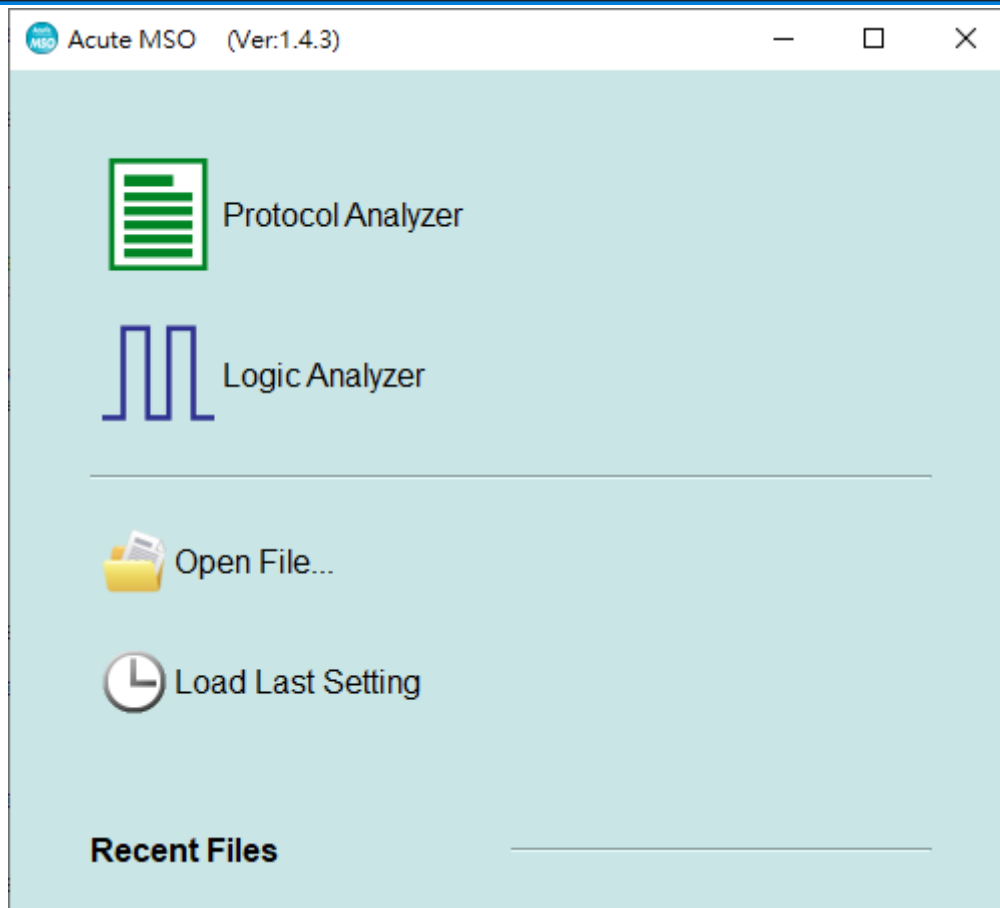 Acute MSO (Ver:1.4.3)
Protocol Analyzer
Logic Analyzer
Open File...
Load Last Setting
Recent Files